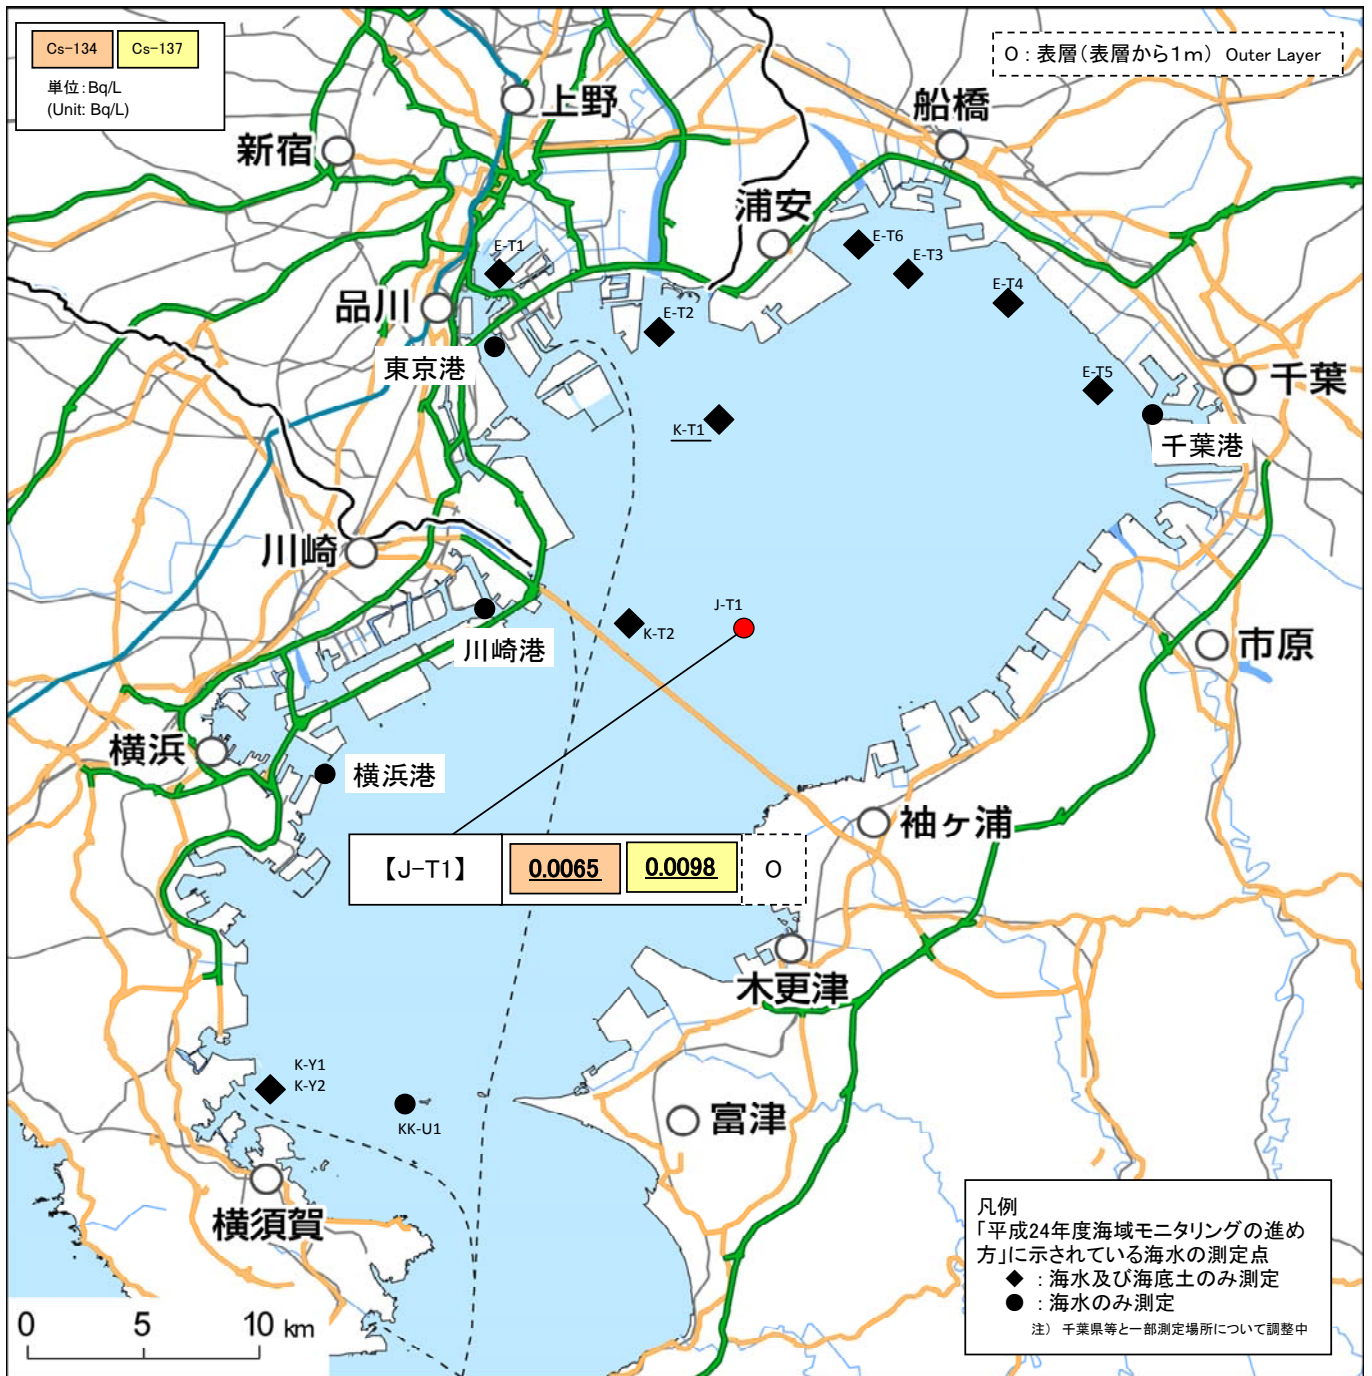 Cs-134 Cs-137
単位:Bq/L
(Unit: Bq/L)
O : 表層(表層から1m) Outer Layer
上野
船橋
新宿
浦安
E-T1
E-T6
E-T3
E-T4
品川
E-T2
東京港
E-T5
千葉
K-T1
千葉港
川崎
J-T1
K-T2
川崎港
市原
横浜
横浜港
袖ヶ浦
【J-T1】 0.0065 0.0098 O
木更津
K-Y1
K-Y2
KK-U1
富津
横須賀
凡例
「平成24年度海域モニタリングの進め
方」に示されている海水の測定点
◆ : 海水及び海底土のみ測定
● : 海水のみ測定
注) 千葉県等と一部測定場所について調整中
0 5 10 km